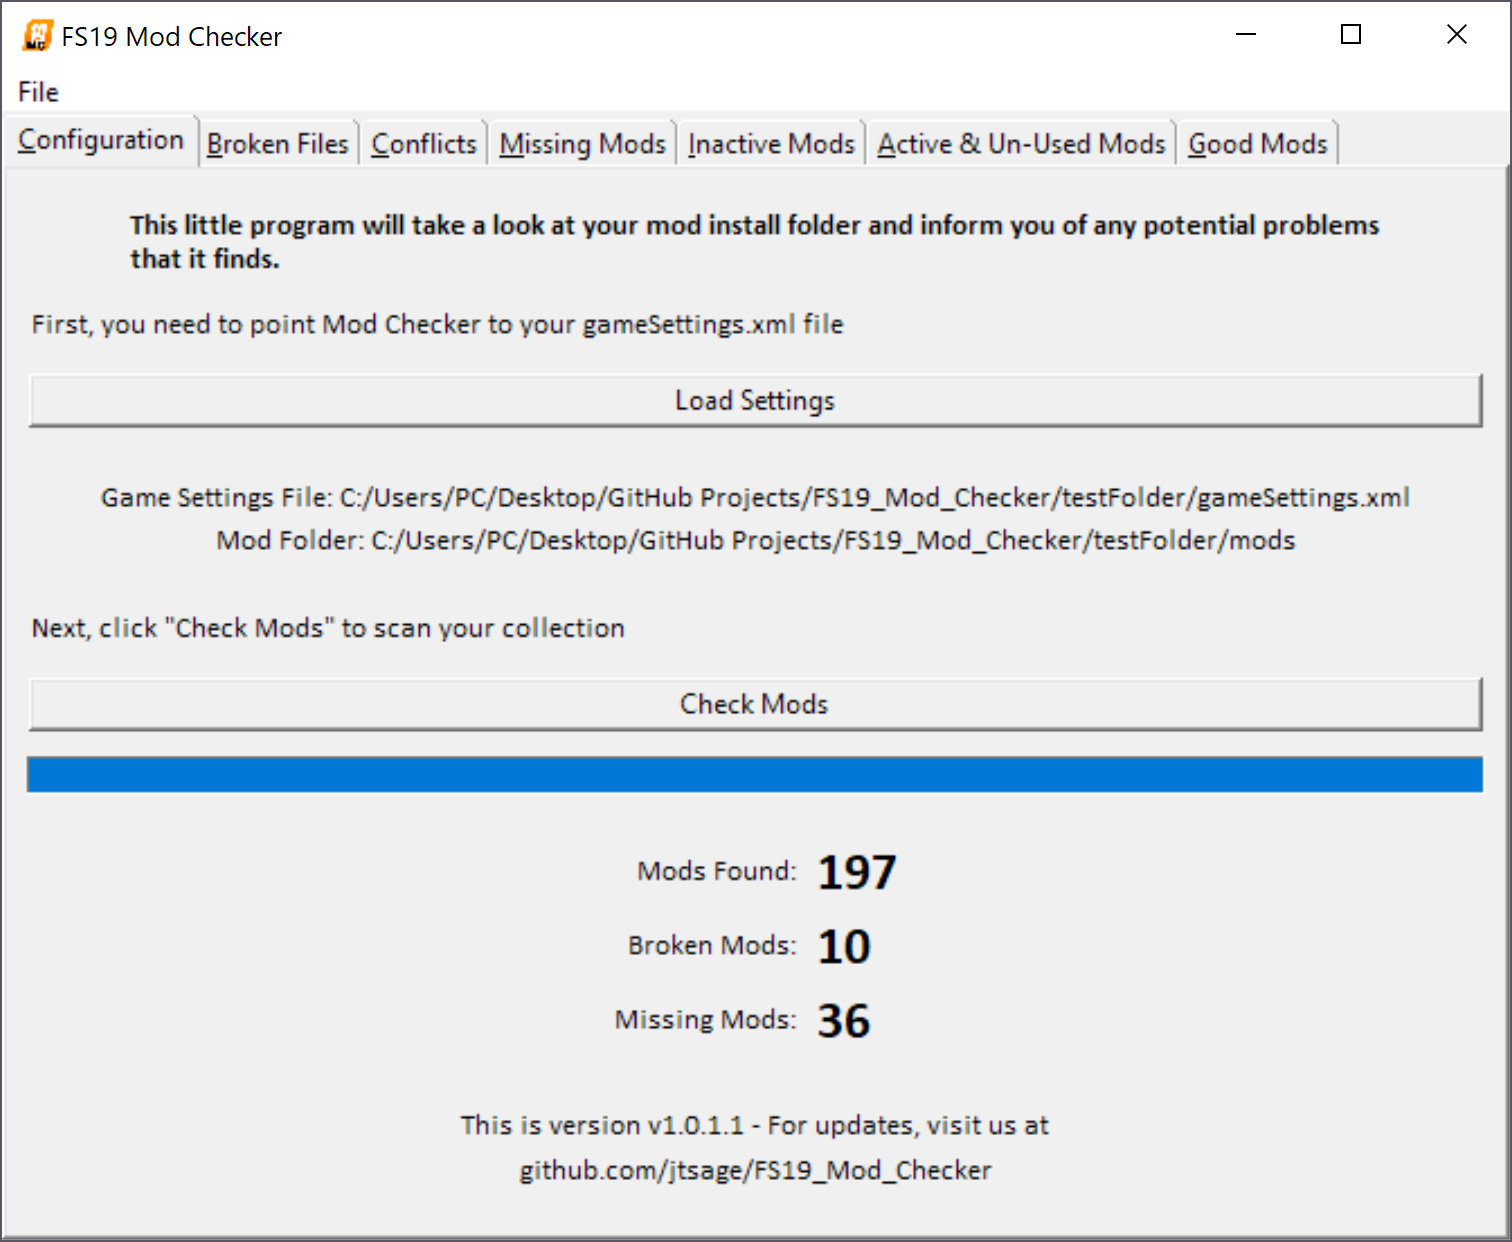 FS19 Mod Checker
File
Configuration Broken Files Conflicts Missing Mods Inactive Mods Active & Un-Used Mods Good Mods
This little program will take a look at your mod install folder and inform you of any potential problems
that it finds.
First, you need to point Mod Checker to your gameSettings.xml file
Load Settings
Game Settings File: C:/Users/PC/Desktop/GitHub Projects/FS19_Mod_Checker/testFolder/gameSettings.xml
Mod Folder: C:/Users/PC/Desktop/GitHub Projects/FS19_Mod_Checker/testFolder/mods
Next, click "Check Mods" to scan your collection
Check Mods
Mods Found: 197
Broken Mods: 10
Missing Mods: 36
This is version v1.0.1.1 - For updates, visit us at
github.com/jtsage/FS19_Mod_Checker